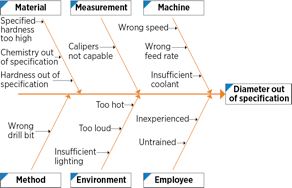 Material
Measurement
Machine
Specified
hardness
too high
Chemistry out
of specification
Hardness out of
specification
Calipers
not capable
Wrong speed
Wrong
feed rate
Insufficient
coolant
Diameter out
of specification
Wrong
drill bit
Too hot
Too loud
Insufficient
lighting
Inexperienced
Untrained
Method
Environment
Employee